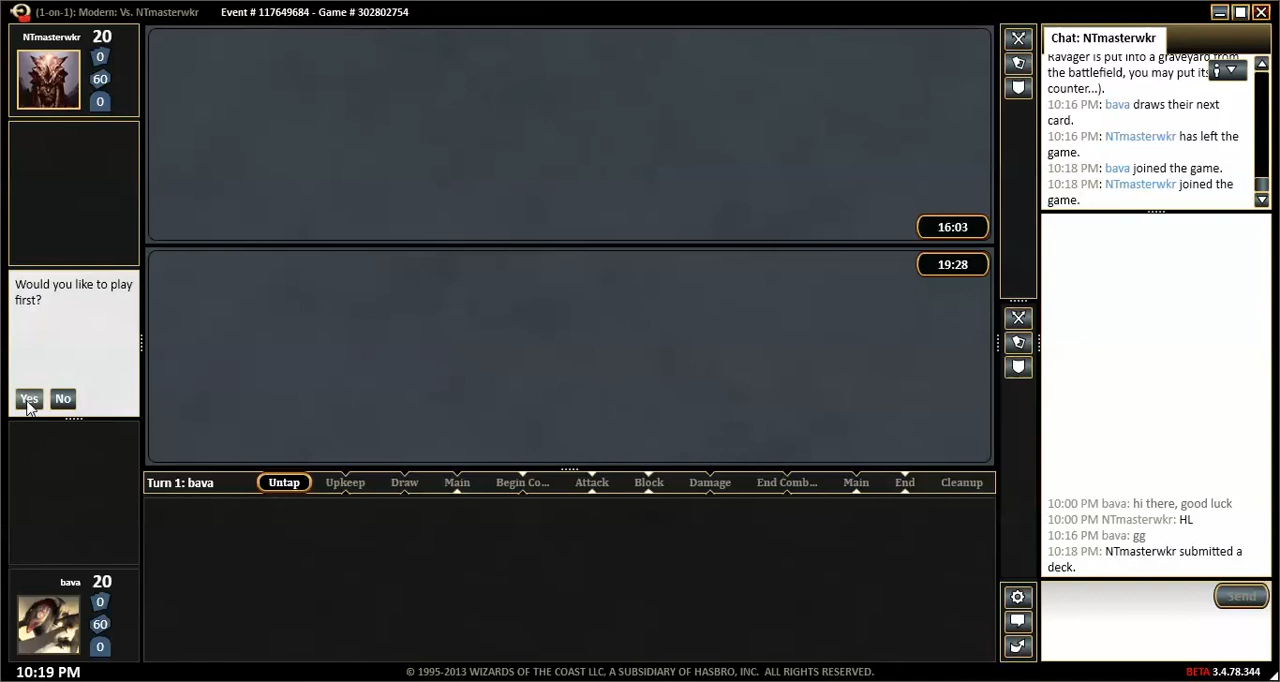 (1-on-1): Modern: Vs. NTmasterwkr
Event # 117649684 - Game # 302802754
NTmasterwkr 20
0
60
0
16:03
19:28
Would you like to play
first?
Yes No
Turn 1: bava Untap Upkeep Draw Main Begin Co... Attack Block Damage End Comb... Main End Cleanup
bava 20
0
60
0
10:19 PM
Chat: NTmasterwkr
Ravager is put into a graveyard from
the battlefield, you may put its
counter...).
10:16 PM: bava draws their next
card.
10:16 PM: NTmasterwkr has left the
game.
10:18 PM: bava joined the game.
10:18 PM: NTmasterwkr joined the
game.
10:00 PM bava: hi there, good luck
10:00 PM NTmasterwkr: HL
10:16 PM bava: gg
10:18 PM: NTmasterwkr submitted a
deck.
Send
© 1995-2013 WIZARDS OF THE COAST LLC, A SUBSIDIARY OF HASBRO, INC. ALL RIGHTS RESERVED.
BETA 3.4.78.344